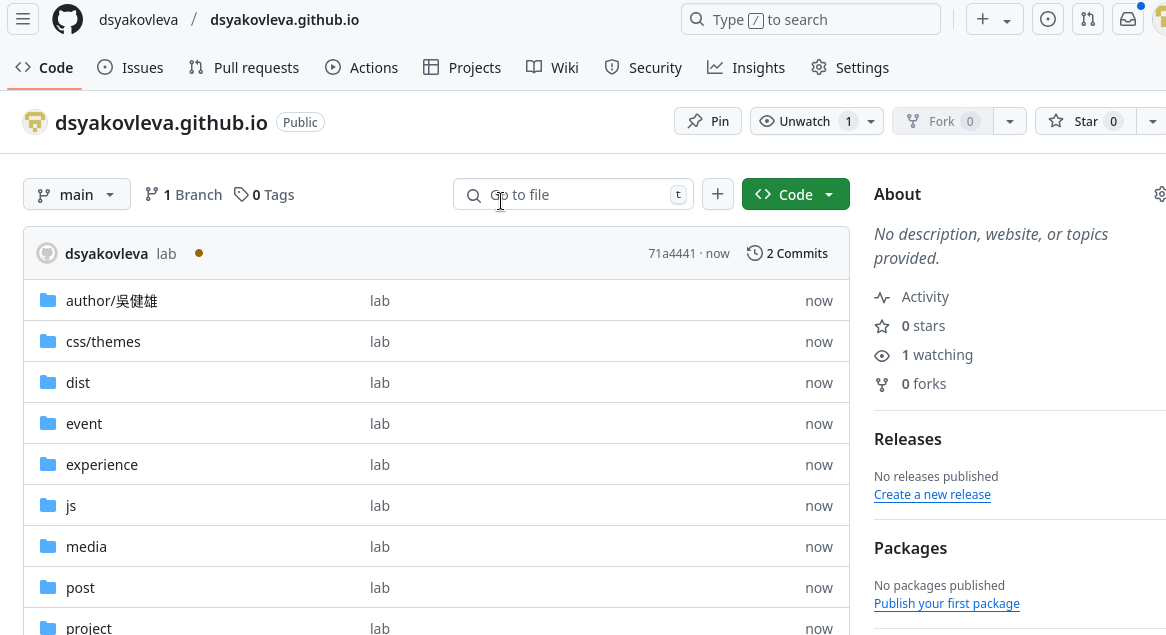 dsyakovleva / dsyakovleva.github.io
Type / to search
Code Issues Pull requests Actions Projects Wiki Security Insights Settings
dsyakovleva.github.io Public
Pin Unwatch 1 Fork 0 Star 0
main 1 Branch 0 Tags Go to file t + Code
dsyakovleva lab 71a4441 · now 2 Commits
author/吳健雄 lab now
css/themes lab now
dist lab now
event lab now
experience lab now
js lab now
media lab now
post lab now
project lab now
About
No description, website, or topics
provided.
Activity
0 stars
1 watching
0 forks
Releases
No releases published
Create a new release
Packages
No packages published
Publish your first package